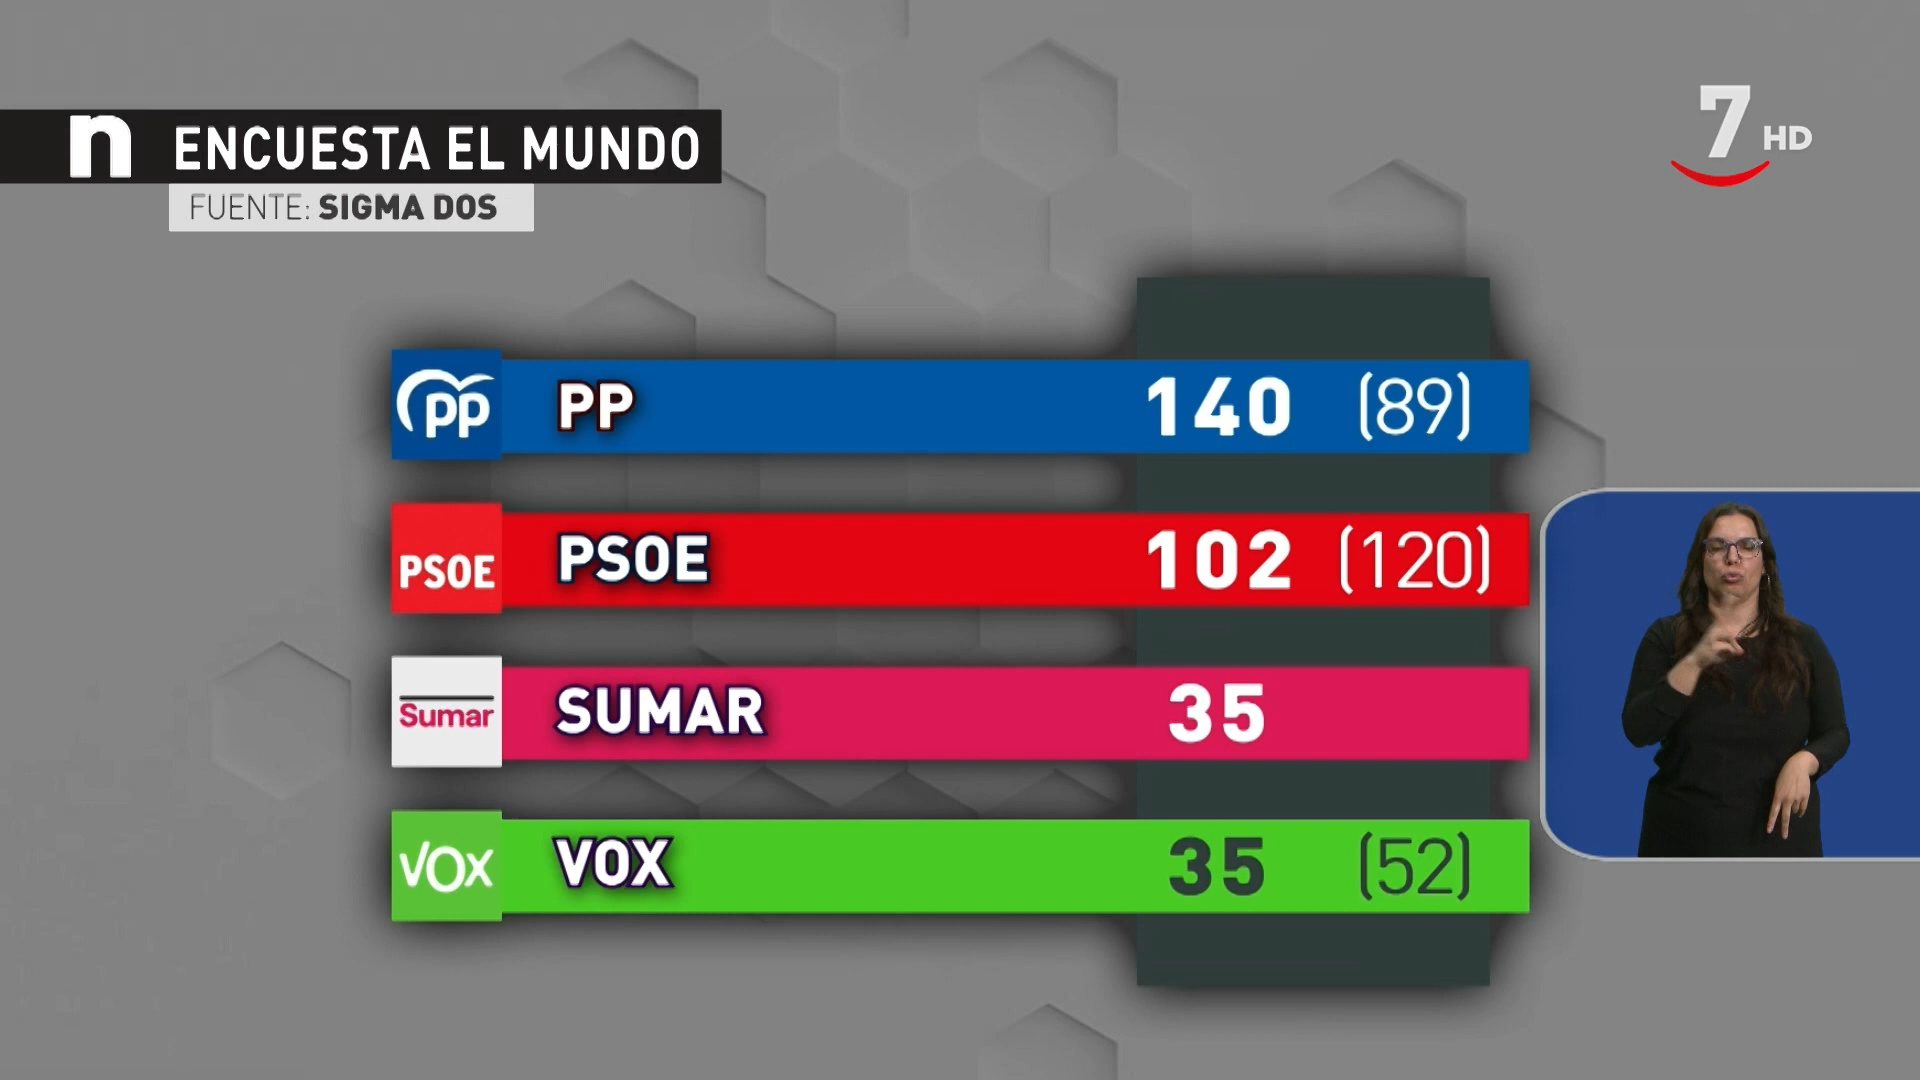 n ENCUESTA EL MUNDO
FUENTE: SIGMA DOS
7 HD
pp PP 140 (89)
PSOE PSOE 102 (120)
Sumar SUMAR 35
VOX VOX 35 (52)